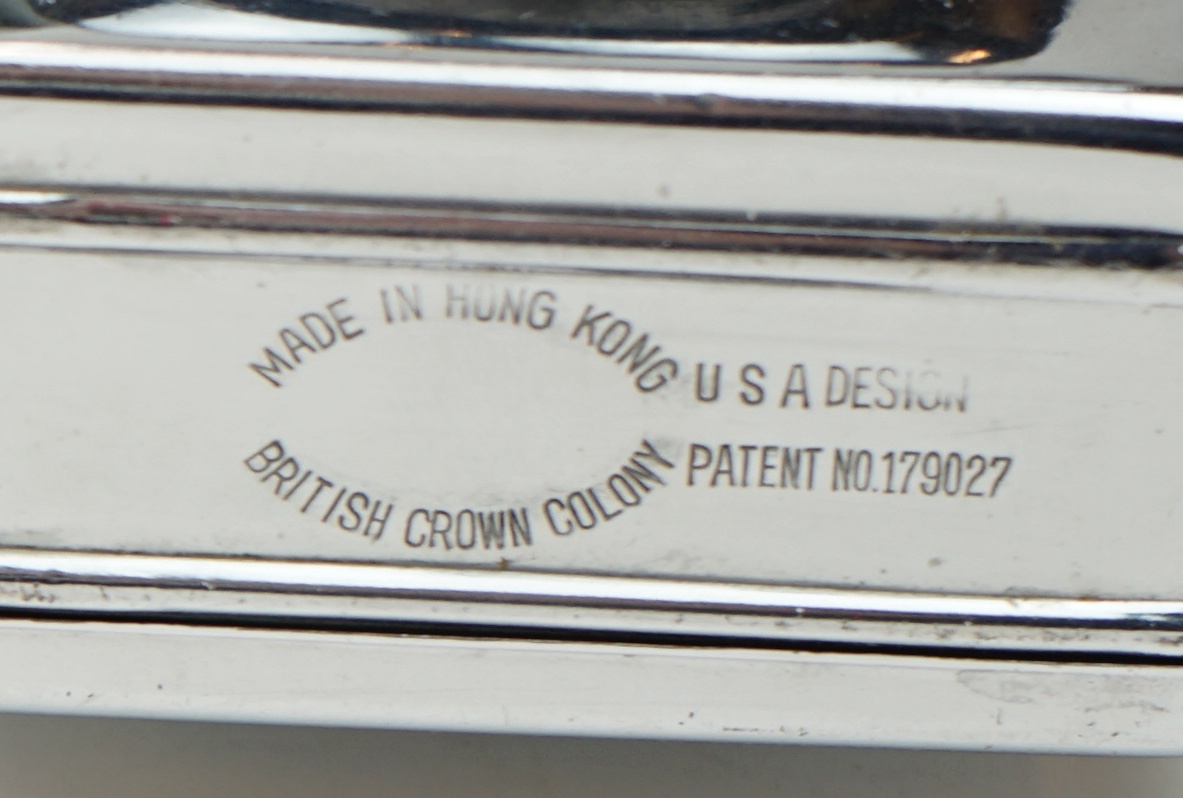 MADE IN HONG KONG
BRITISH CROWN COLONY
U S A DESIGN
PATENT NO.179027